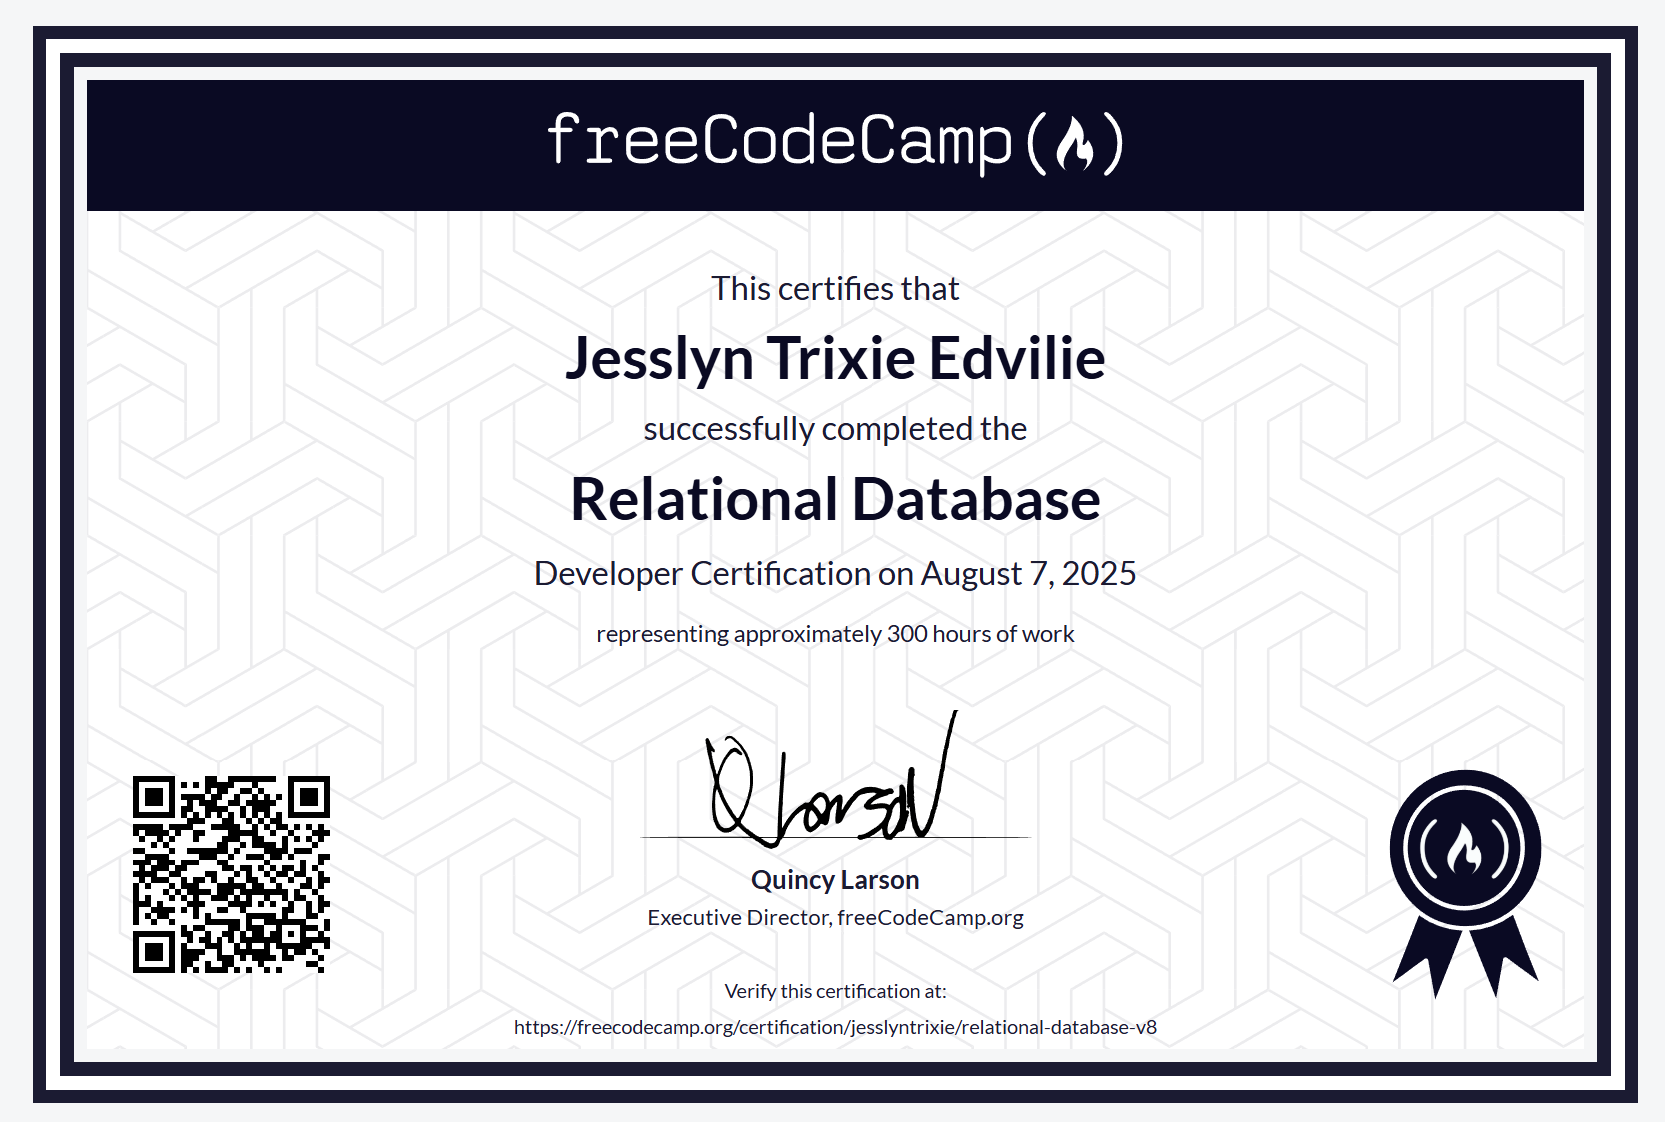 freeCodeCamp
This certifies that
Jesslyn Trixie Edvilie
successfully completed the
Relational Database
Developer Certification on August 7, 2025
representing approximately 300 hours of work
Q Larson
Quincy Larson
Executive Director, freeCodeCamp.org
Verify this certification at:
https://freecodecamp.org/certification/jesslyntrixie/relational-database-v8